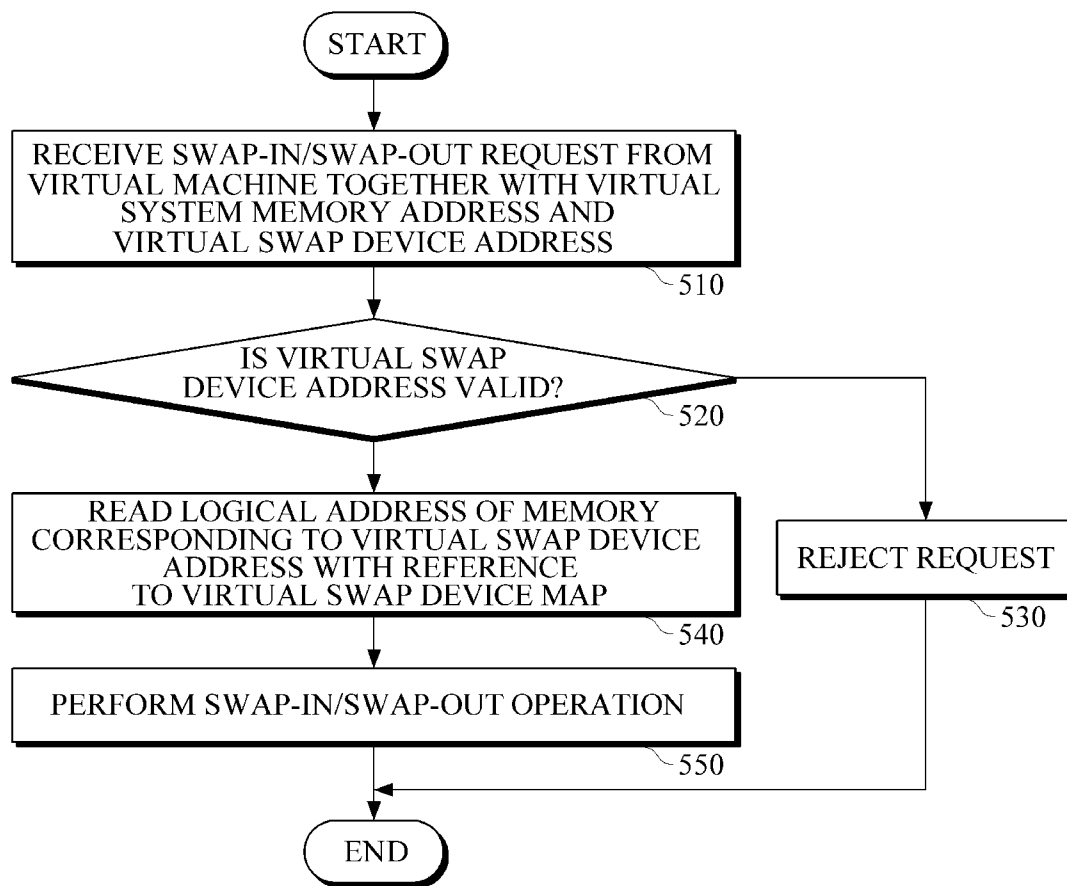 START
RECEIVE SWAP-IN/SWAP-OUT REQUEST FROM
VIRTUAL MACHINE TOGETHER WITH VIRTUAL
SYSTEM MEMORY ADDRESS AND
VIRTUAL SWAP DEVICE ADDRESS
510
IS VIRTUAL SWAP
DEVICE ADDRESS VALID?
520
READ LOGICAL ADDRESS OF MEMORY
CORRESPONDING TO VIRTUAL SWAP DEVICE
ADDRESS WITH REFERENCE
TO VIRTUAL SWAP DEVICE MAP
540
REJECT REQUEST
530
PERFORM SWAP-IN/SWAP-OUT OPERATION
550
END